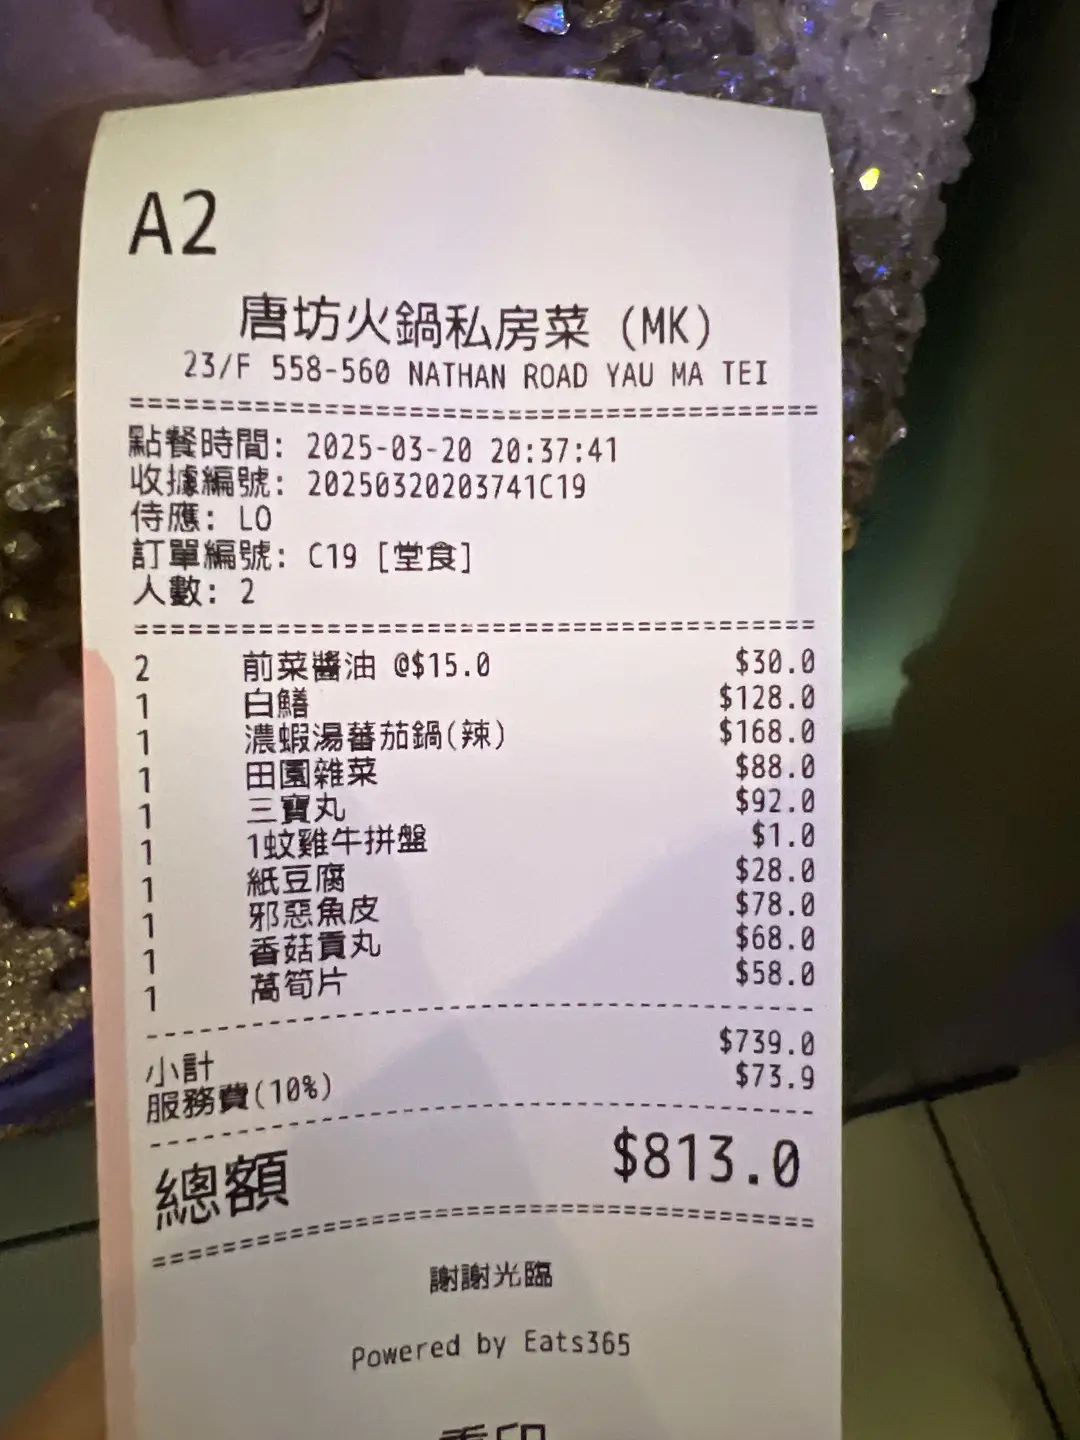 A2
唐坊火鍋私房菜 (MK)
23/F 558-560 NATHAN ROAD YAU MA TEI
點餐時間: 2025-03-20 20:37:41
收據編號: 20250320203741C19
侍應: LO
訂單編號: C19 [堂食]
人數: 2
2 前菜醬油 @$15.0 $30.0
1 白鱔 $128.0
1 濃蝦湯蕃茄鍋(辣) $168.0
1 田園雜菜 $88.0
1 三寶丸 $92.0
1 1蚊雞牛拼盤 $1.0
1 紙豆腐 $28.0
1 邪惡魚皮 $78.0
1 香菇貢丸 $68.0
1 萵筍片 $58.0
小計 $739.0
服務費(10%) $73.9
總額 $813.0
謝謝光臨
Powered by Eats365